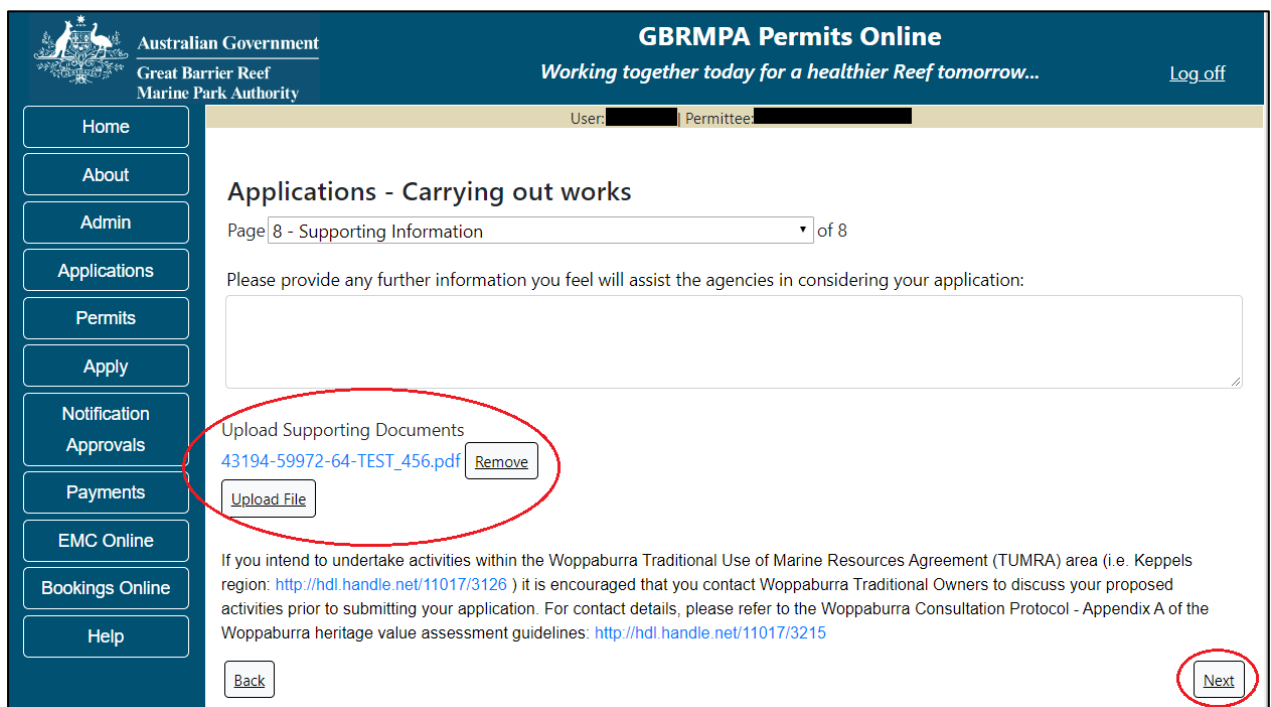 Australian Government
Great Barrier Reef
Marine Park Authority
GBRMPA Permits Online
Working together today for a healthier Reef tomorrow...
Log off
User: | Permittee:
Home
About
Admin
Applications
Permits
Apply
Notification
Approvals
Payments
EMC Online
Bookings Online
Help
Applications - Carrying out works
Page 8 - Supporting Information of 8
Please provide any further information you feel will assist the agencies in considering your application:
Upload Supporting Documents
43194-59972-64-TEST_456.pdf Remove
Upload File
If you intend to undertake activities within the Woppaburra Traditional Use of Marine Resources Agreement (TUMRA) area (i.e. Keppels
region: http://hdl.handle.net/11017/3126 ) it is encouraged that you contact Woppaburra Traditional Owners to discuss your proposed
activities prior to submitting your application. For contact details, please refer to the Woppaburra Consultation Protocol - Appendix A of the
Woppaburra heritage value assessment guidelines: http://hdl.handle.net/11017/3215
Back
Next